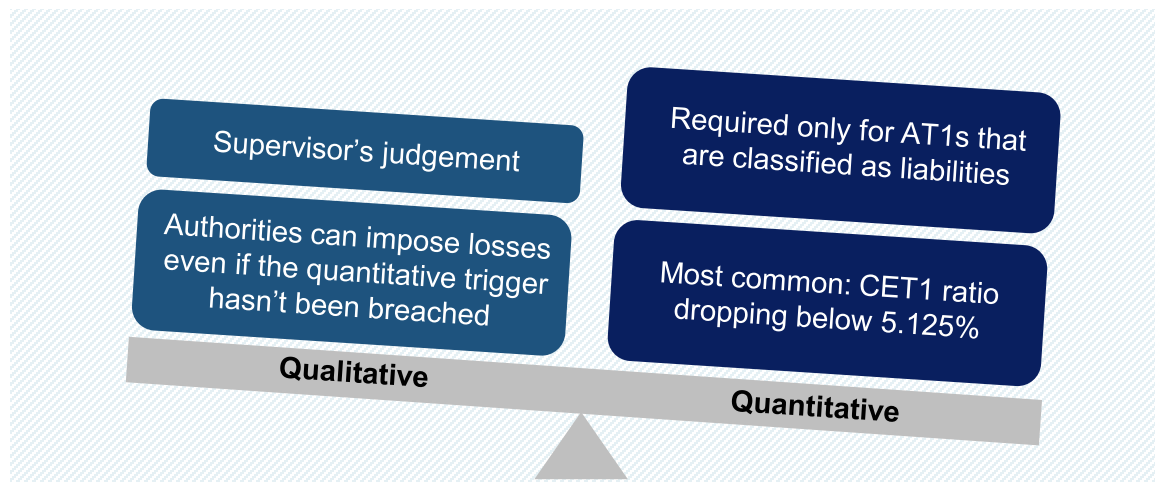 Supervisor’s judgement
Authorities can impose losses
even if the quantitative trigger
hasn’t been breached
Qualitative
Required only for AT1s that
are classified as liabilities
Most common: CET1 ratio
dropping below 5.125%
Quantitative